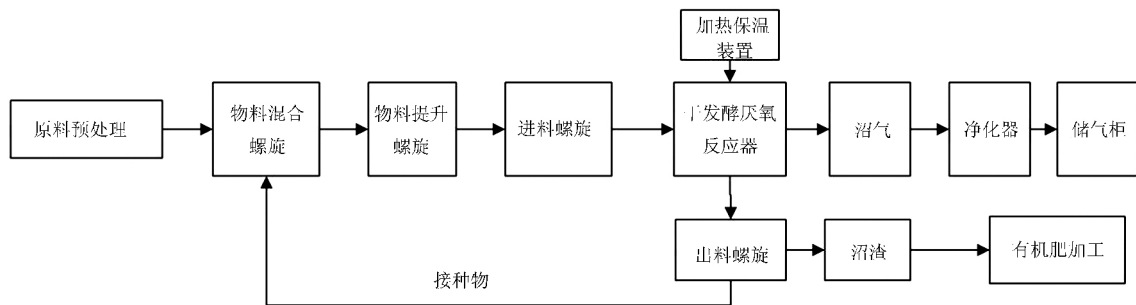 加热保温
装置
原料预处理
物料混合
螺旋
物料提升
螺旋
进料螺旋
干发酵厌氧
反应器
沼气
净化器
储气柜
出料螺旋
沼渣
有机肥加工
接种物